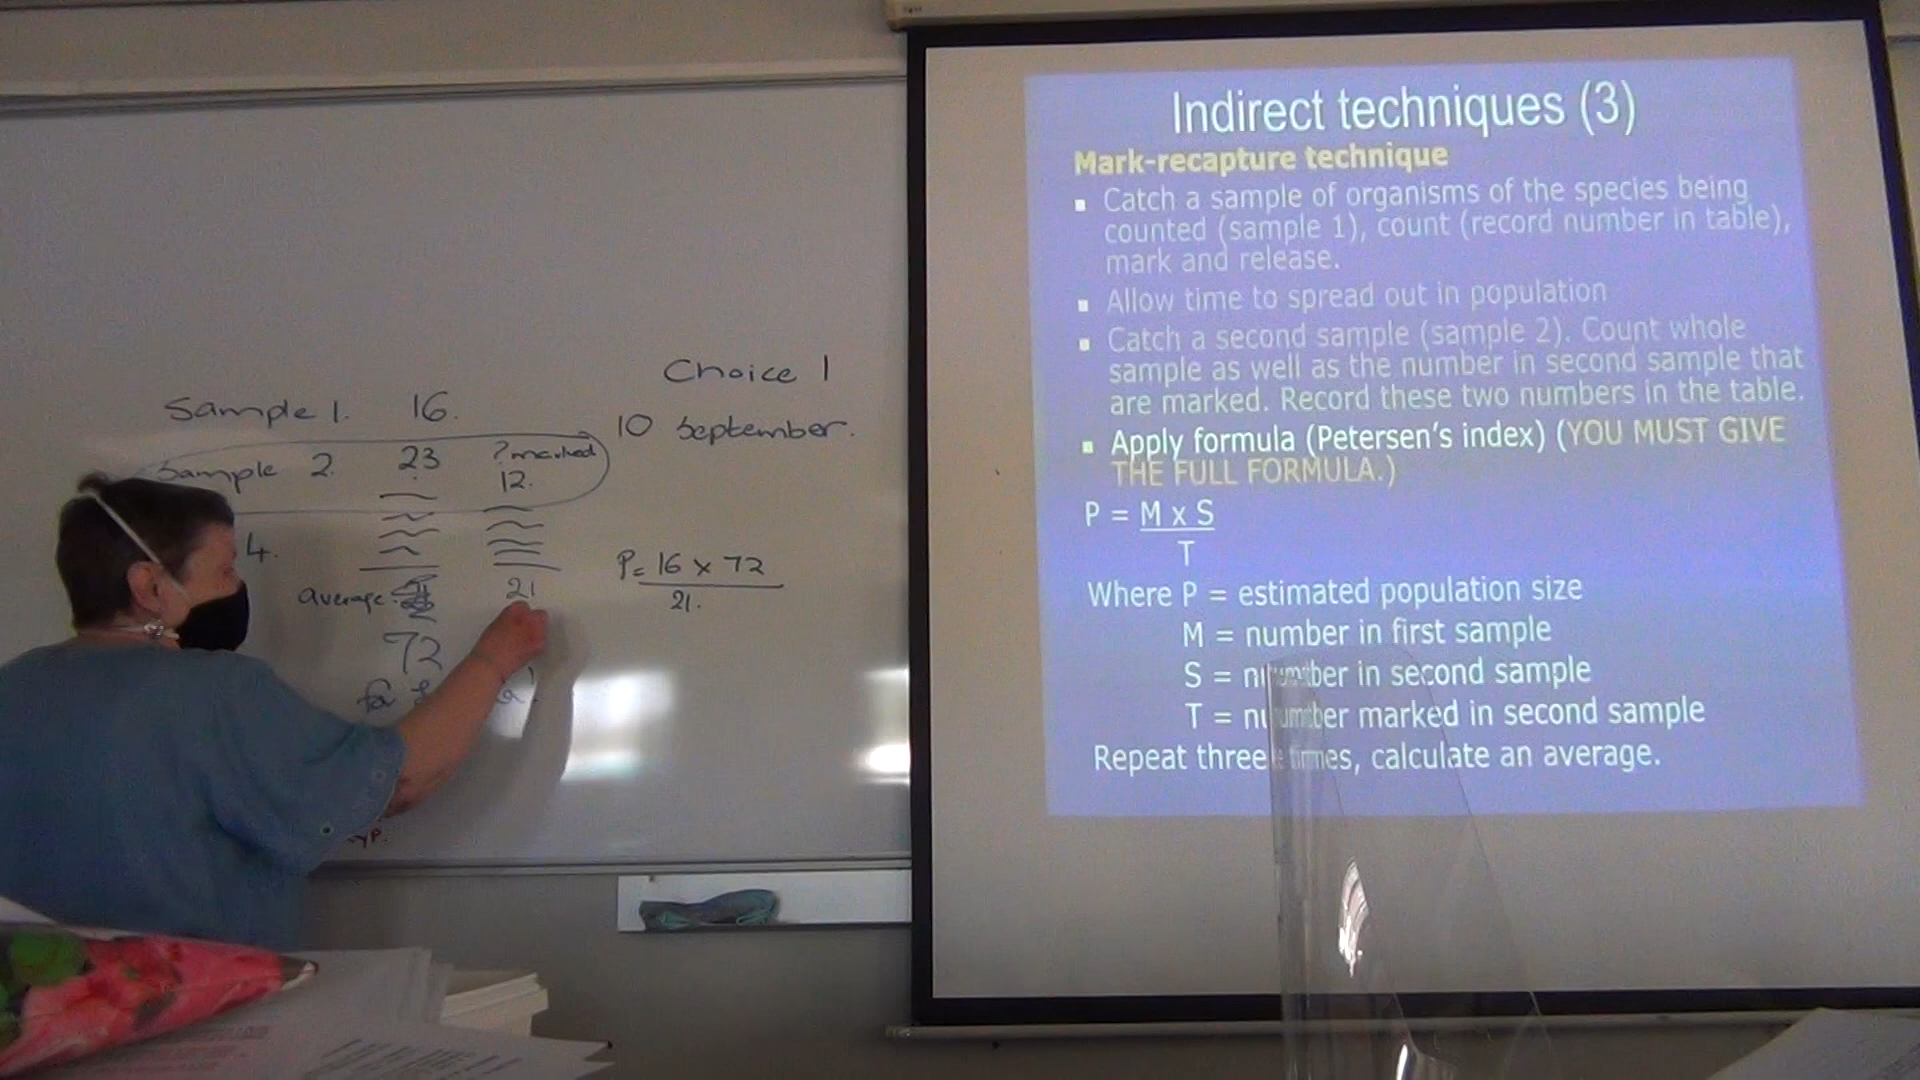 Sample 1. 16.
Sample 2. 23 ? marked
12.
4.
average. 21
72
Choice 1
10 September.
P= 16 x 72
21.
Indirect techniques (3)
Mark-recapture technique
▪ Catch a sample of organisms of the species being
counted (sample 1), count (record number in table),
mark and release.
▪ Allow time to spread out in population
▪ Catch a second sample (sample 2). Count whole
sample as well as the number in second sample that
are marked. Record these two numbers in the table.
▪ Apply formula (Petersen's index) (YOU MUST GIVE
THE FULL FORMULA.)
P = M x S
T
Where P = estimated population size
M = number in first sample
S = number in second sample
T = number marked in second sample
Repeat three times, calculate an average.